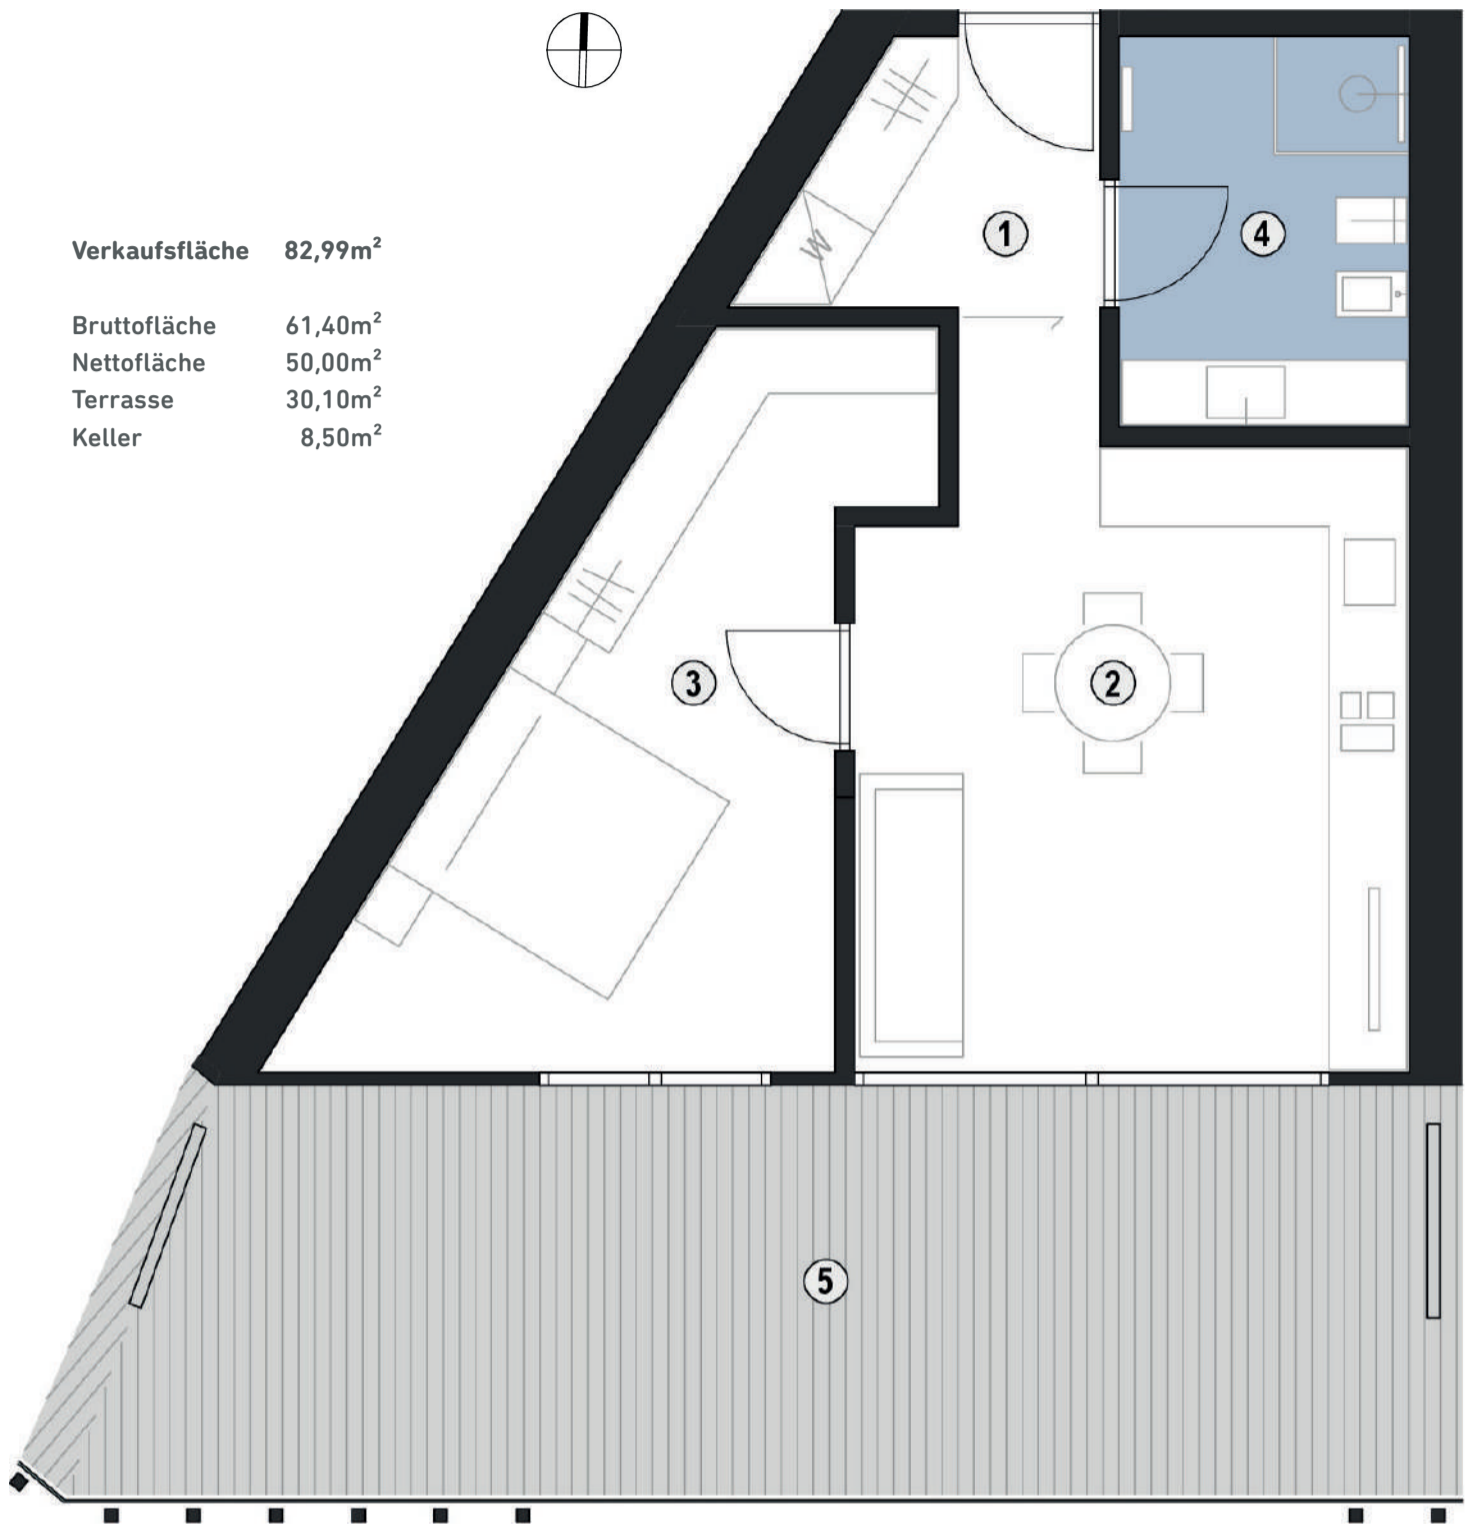 Verkaufsfläche 82,99m²
Bruttofläche 61,40m²
Nettofläche 50,00m²
Terrasse 30,10m²
Keller 8,50m²
1
4
W
3
2
5